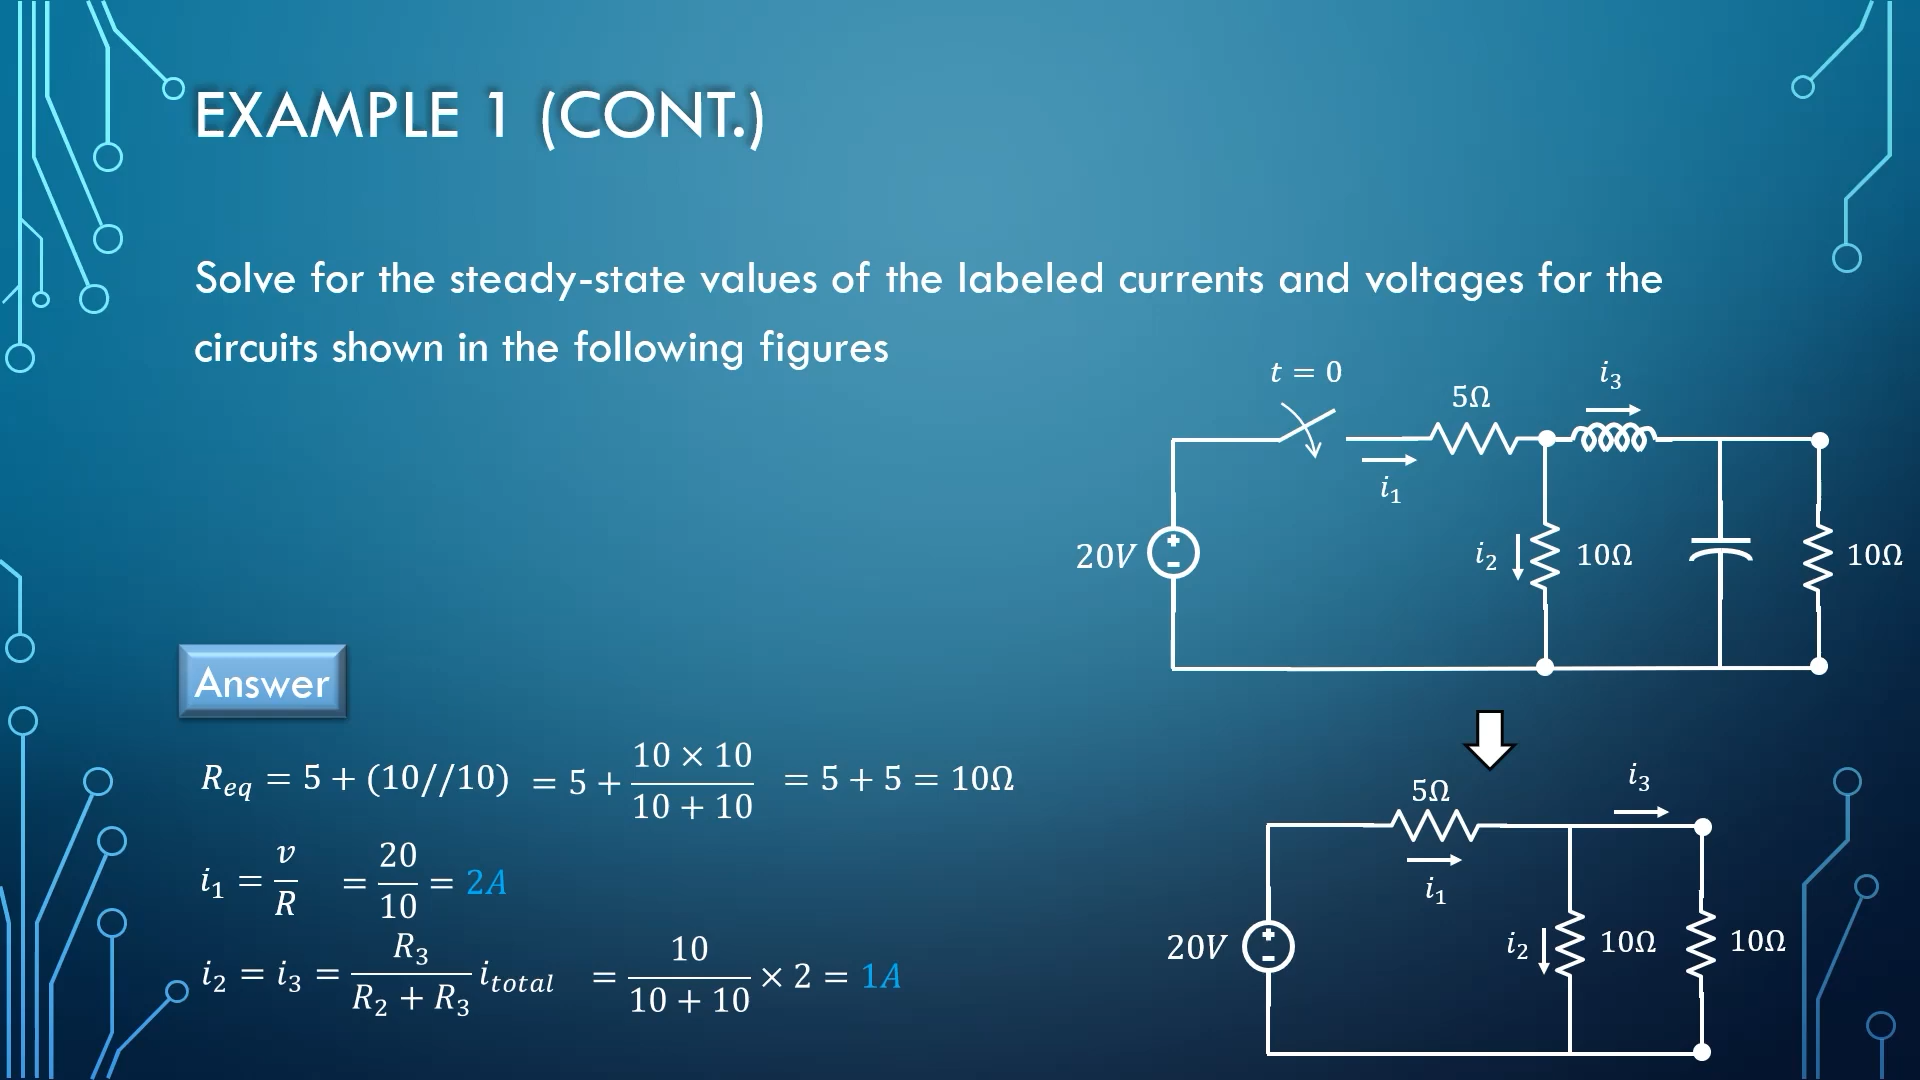 EXAMPLE 1 (CONT.)
Solve for the steady-state values of the labeled currents and voltages for the
circuits shown in the following figures
t = 0
5Ω
i₃
i₁
20V
i₂
10Ω
10Ω
Answer
R_eq = 5 + (10//10) = 5 + (10 × 10)/(10 + 10) = 5 + 5 = 10Ω
i₁ = v/R = 20/10 = 2A
i₂ = i₃ = R₃/(R₂ + R₃) i_total = 10/(10 + 10) × 2 = 1A
5Ω
i₃
i₁
20V
i₂
10Ω
10Ω